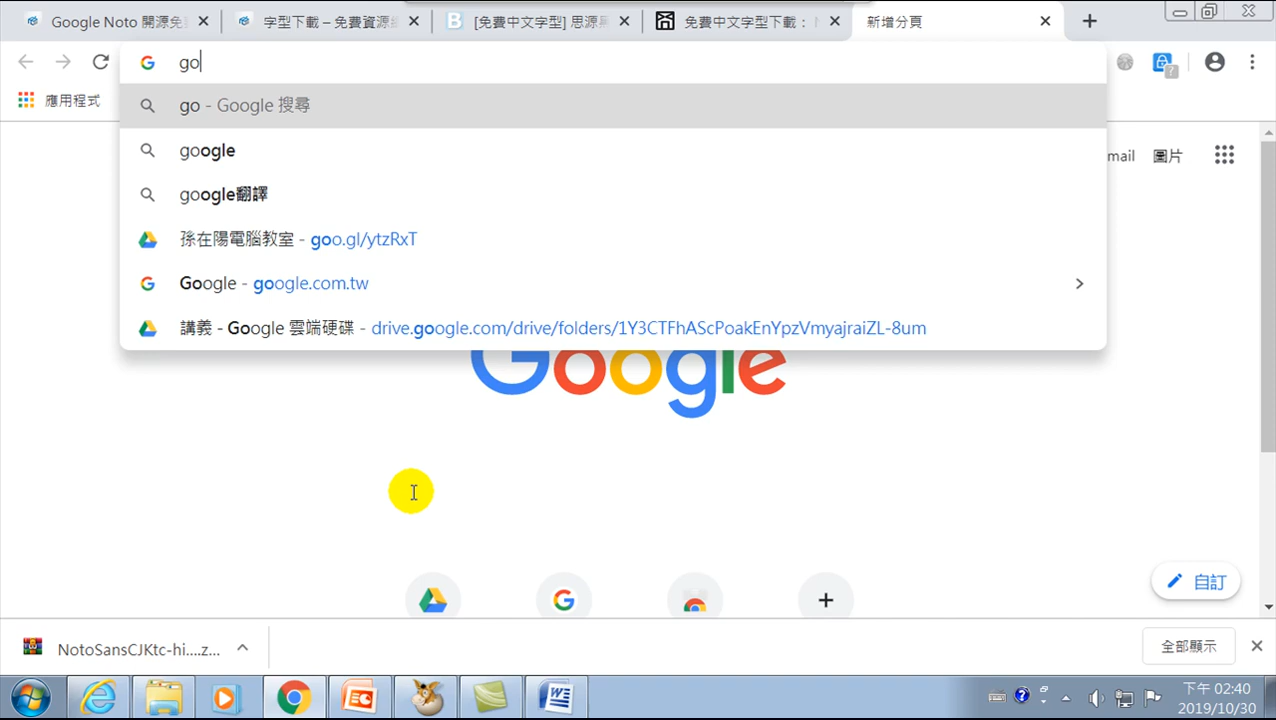 Google Noto 開源免
字型下載 – 免費資源
[免費中文字型] 思源
免費中文字型下載：
新增分頁
go
應用程式
go - Google 搜尋
google
google翻譯
孫在陽電腦教室 - goo.gl/ytzRxT
Google - google.com.tw
講義 - Google 雲端硬碟 - drive.google.com/drive/folders/1Y3CTFhAScPoakEnYpzVmyajraiZL-8um
mail 圖片
Google
自訂
NotoSansCJKtc-hi....z...
全部顯示
下午 02:40
2019/10/30